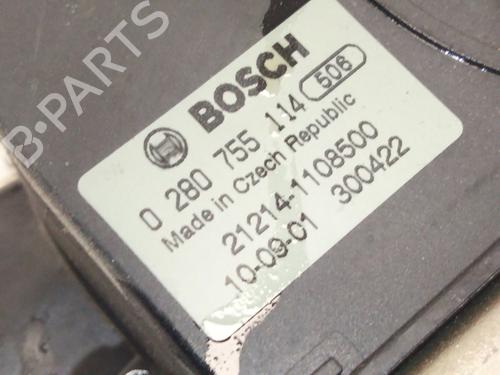 B-PARTS
BOSCH
0 280 755 114 506
Made in Czech Republic
21214-1108500
10-09-01 300422